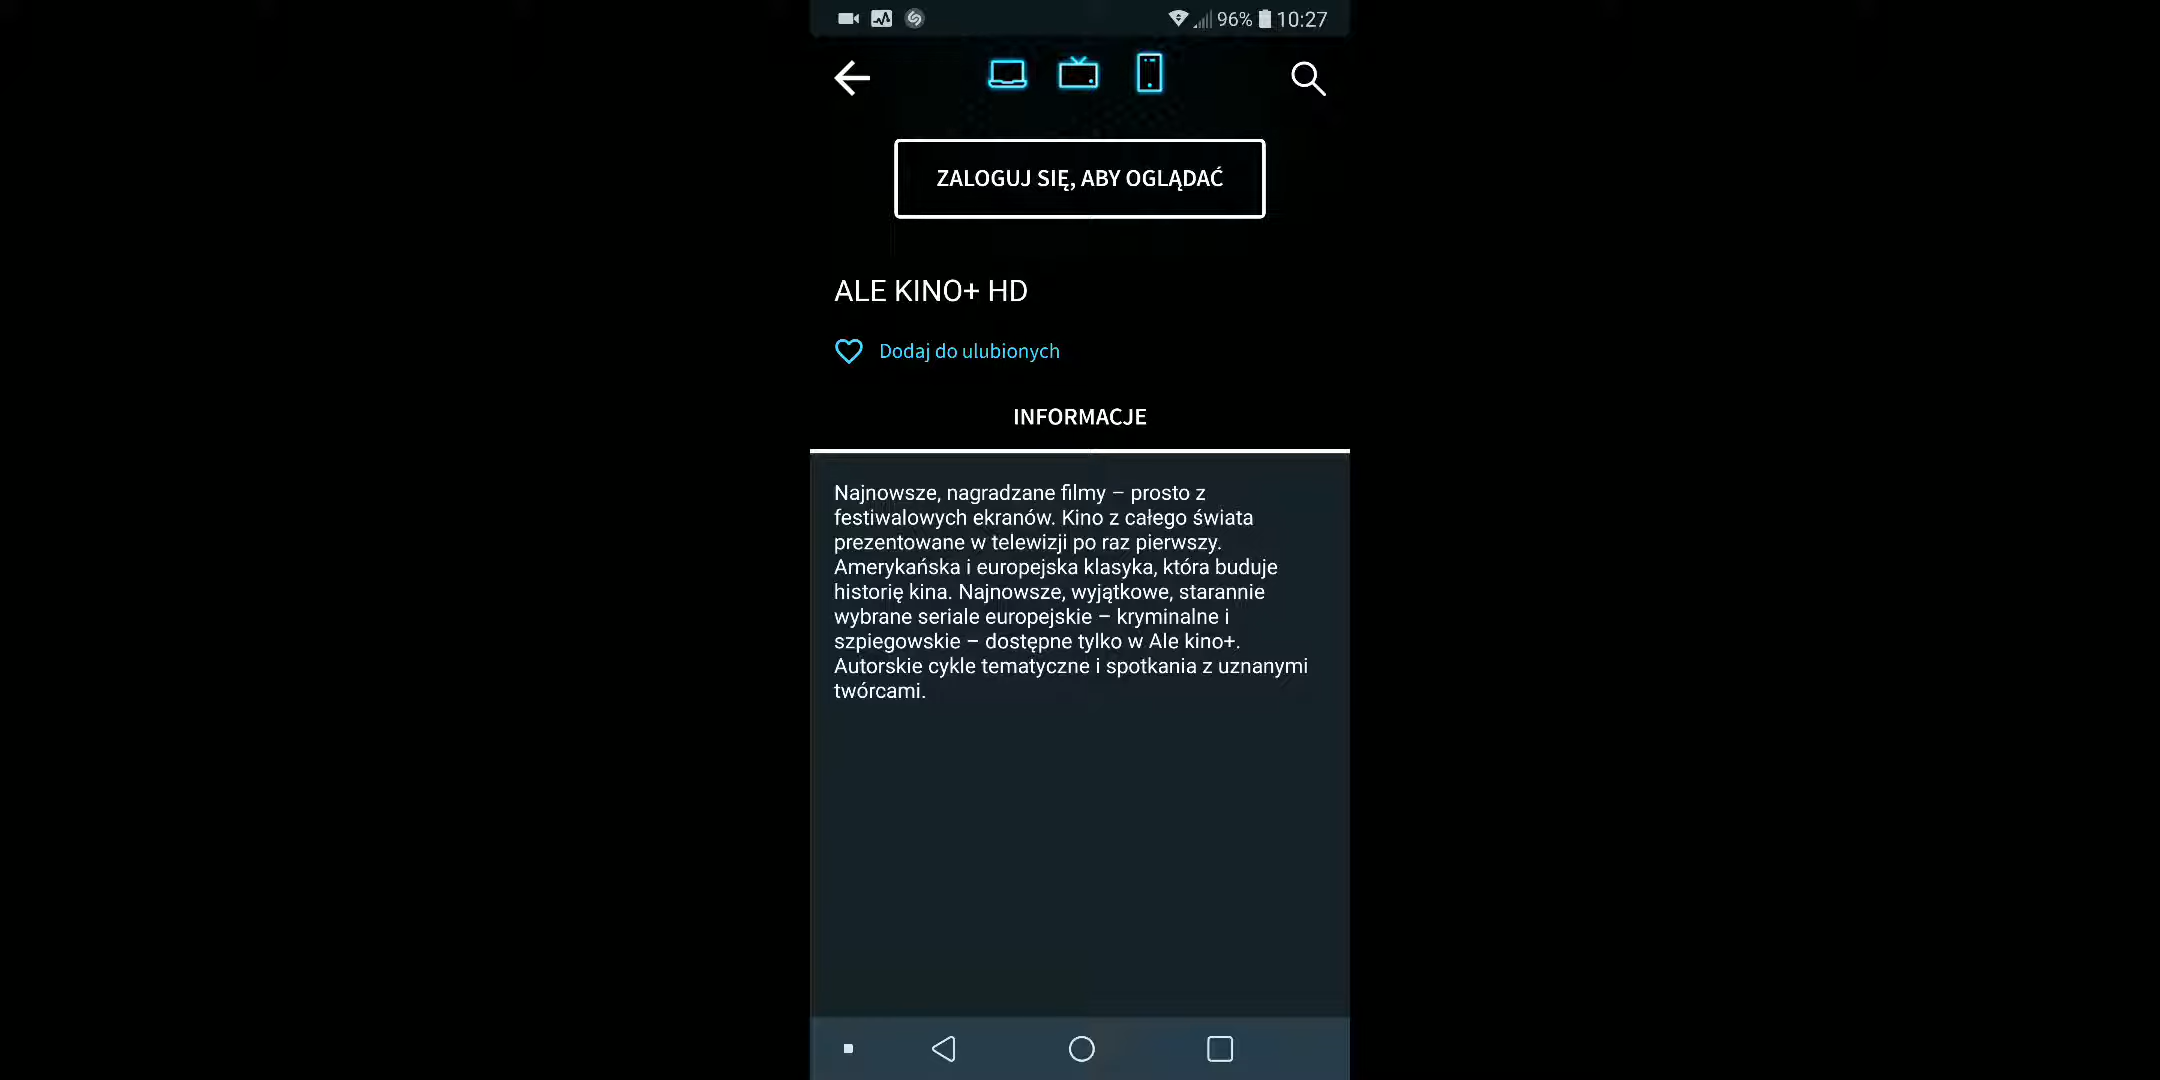 96% 10:27
ZALOGUJ SIĘ, ABY OGLĄDAĆ
ALE KINO+ HD
Dodaj do ulubionych
INFORMACJE
Najnowsze, nagradzane filmy – prosto z
festiwalowych ekranów. Kino z całego świata
prezentowane w telewizji po raz pierwszy.
Amerykańska i europejska klasyka, która buduje
historię kina. Najnowsze, wyjątkowe, starannie
wybrane seriale europejskie – kryminalne i
szpiegowskie – dostępne tylko w Ale kino+.
Autorskie cykle tematyczne i spotkania z uznanymi
twórcami.